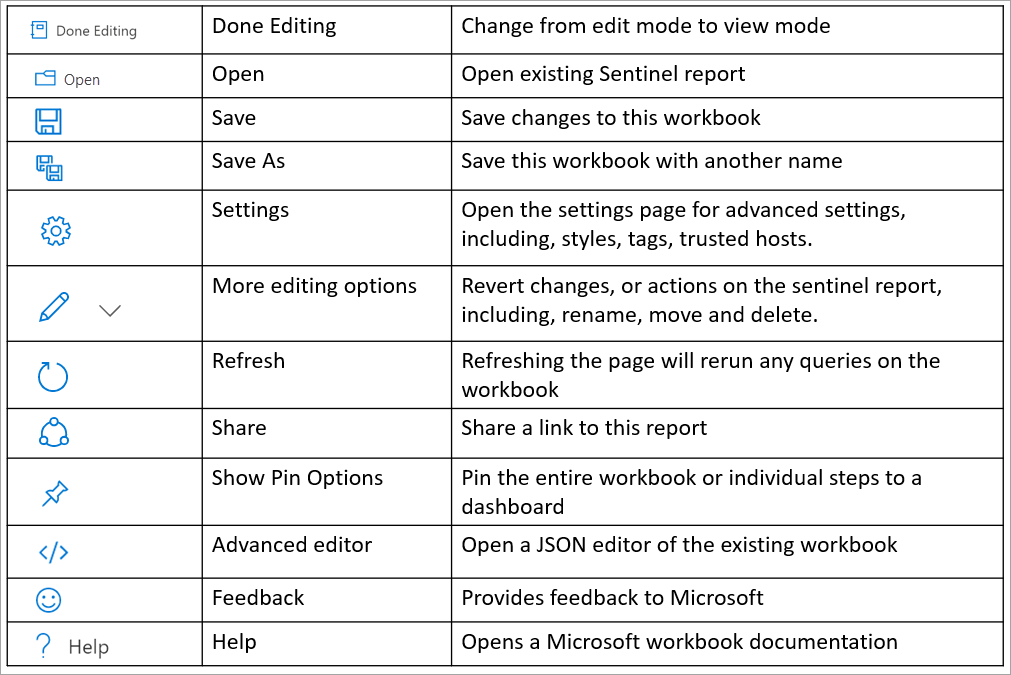 Done Editing Done Editing Change from edit mode to view mode
Open Open Open existing Sentinel report
Save Save changes to this workbook
Save As Save this workbook with another name
Settings Open the settings page for advanced settings,
including, styles, tags, trusted hosts.
More editing options Revert changes, or actions on the sentinel report,
including, rename, move and delete.
Refresh Refreshing the page will rerun any queries on the
workbook
Share Share a link to this report
Show Pin Options Pin the entire workbook or individual steps to a
dashboard
Advanced editor Open a JSON editor of the existing workbook
Feedback Provides feedback to Microsoft
Help Help Opens a Microsoft workbook documentation